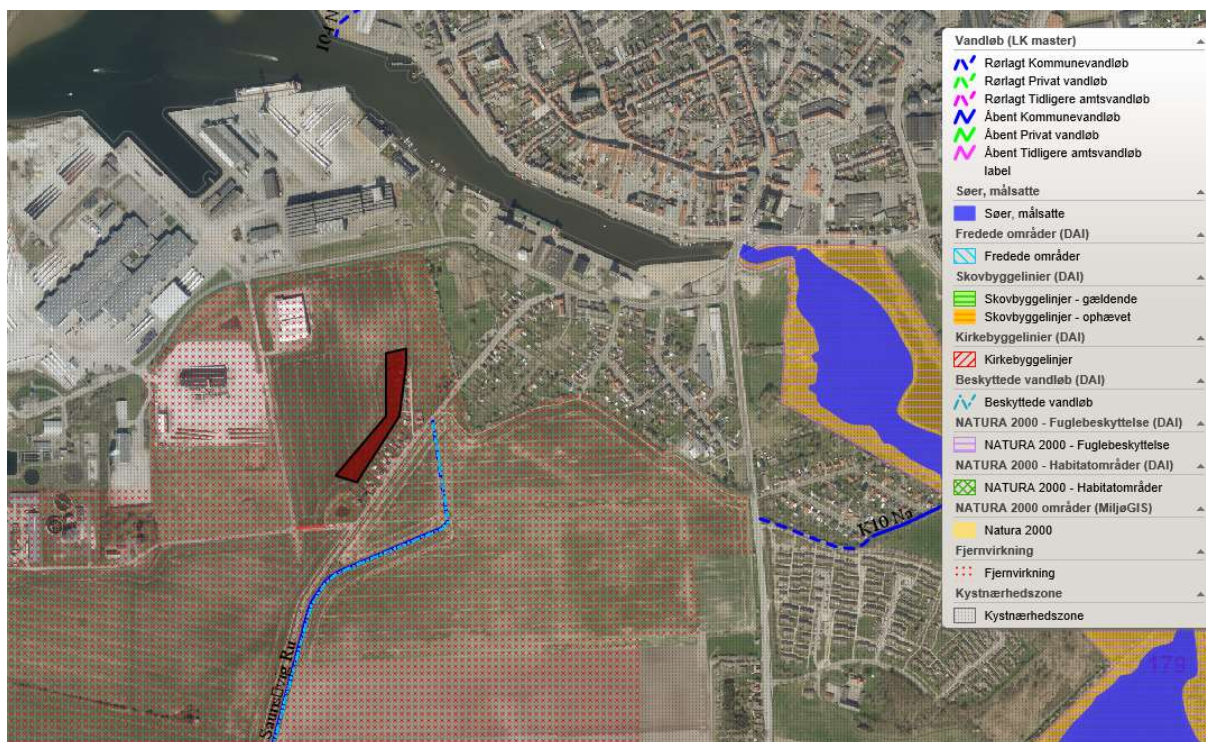 104 N
Vandløb (LK master)
Rørlagt Kommunevandløb
Rørlagt Privat vandløb
Rørlagt Tidligere amtsvandløb
Åbent Kommunevandløb
Åbent Privat vandløb
Åbent Tidligere amtsvandløb
label
Søer, målsatte
Søer, målsatte
Fredede områder (DAI)
Fredede områder
Skovbyggelinier (DAI)
Skovbyggelinjer - gældende
Skovbyggelinjer - ophævet
Kirkebyggelinier (DAI)
Kirkebyggelinjer
Beskyttede vandløb (DAI)
Beskyttede vandløb
NATURA 2000 - Fuglebeskyttelse (DAI)
NATURA 2000 - Fuglebeskyttelse
NATURA 2000 - Habitatområder (DAI)
NATURA 2000 - Habitatområder
NATURA 2000 områder (MiljøGIS)
Natura 2000
Fjernvirkning
Fjernvirkning
Kystnærhedszone
Kystnærhedszone
K10 Na
179